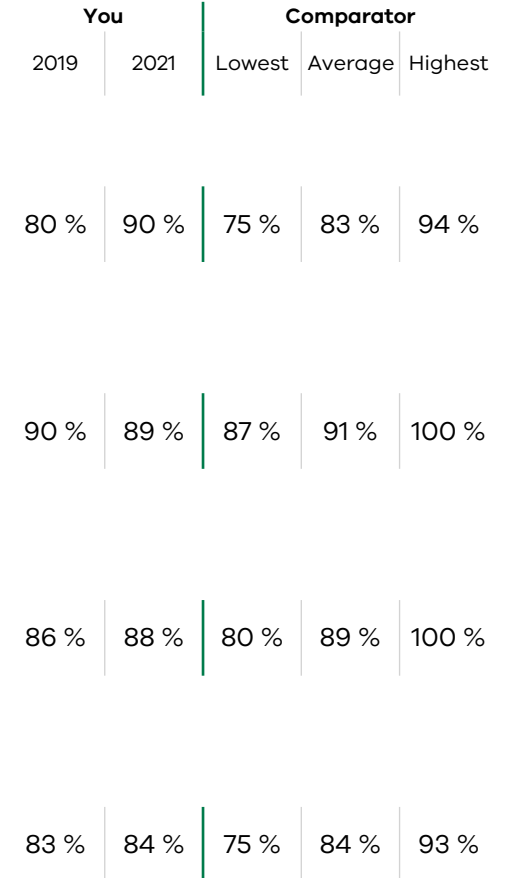 You Comparator
2019 2021 Lowest Average Highest
80 % 90 % 75 % 83 % 94 %
90 % 89 % 87 % 91 % 100 %
86 % 88 % 80 % 89 % 100 %
83 % 84 % 75 % 84 % 93 %